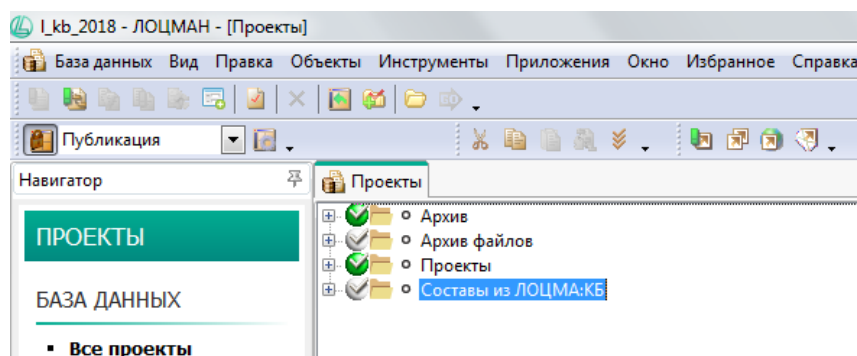 l_kb_2018 - ЛОЦМАН - [Проекты]
База данных Вид Правка Объекты Инструменты Приложения Окно Избранное Справка
Публикация
Навигатор
Проекты
ПРОЕКТЫ
БАЗА ДАННЫХ
Все проекты
Архив
Архив файлов
Проекты
Составы из ЛОЦМА:КБ